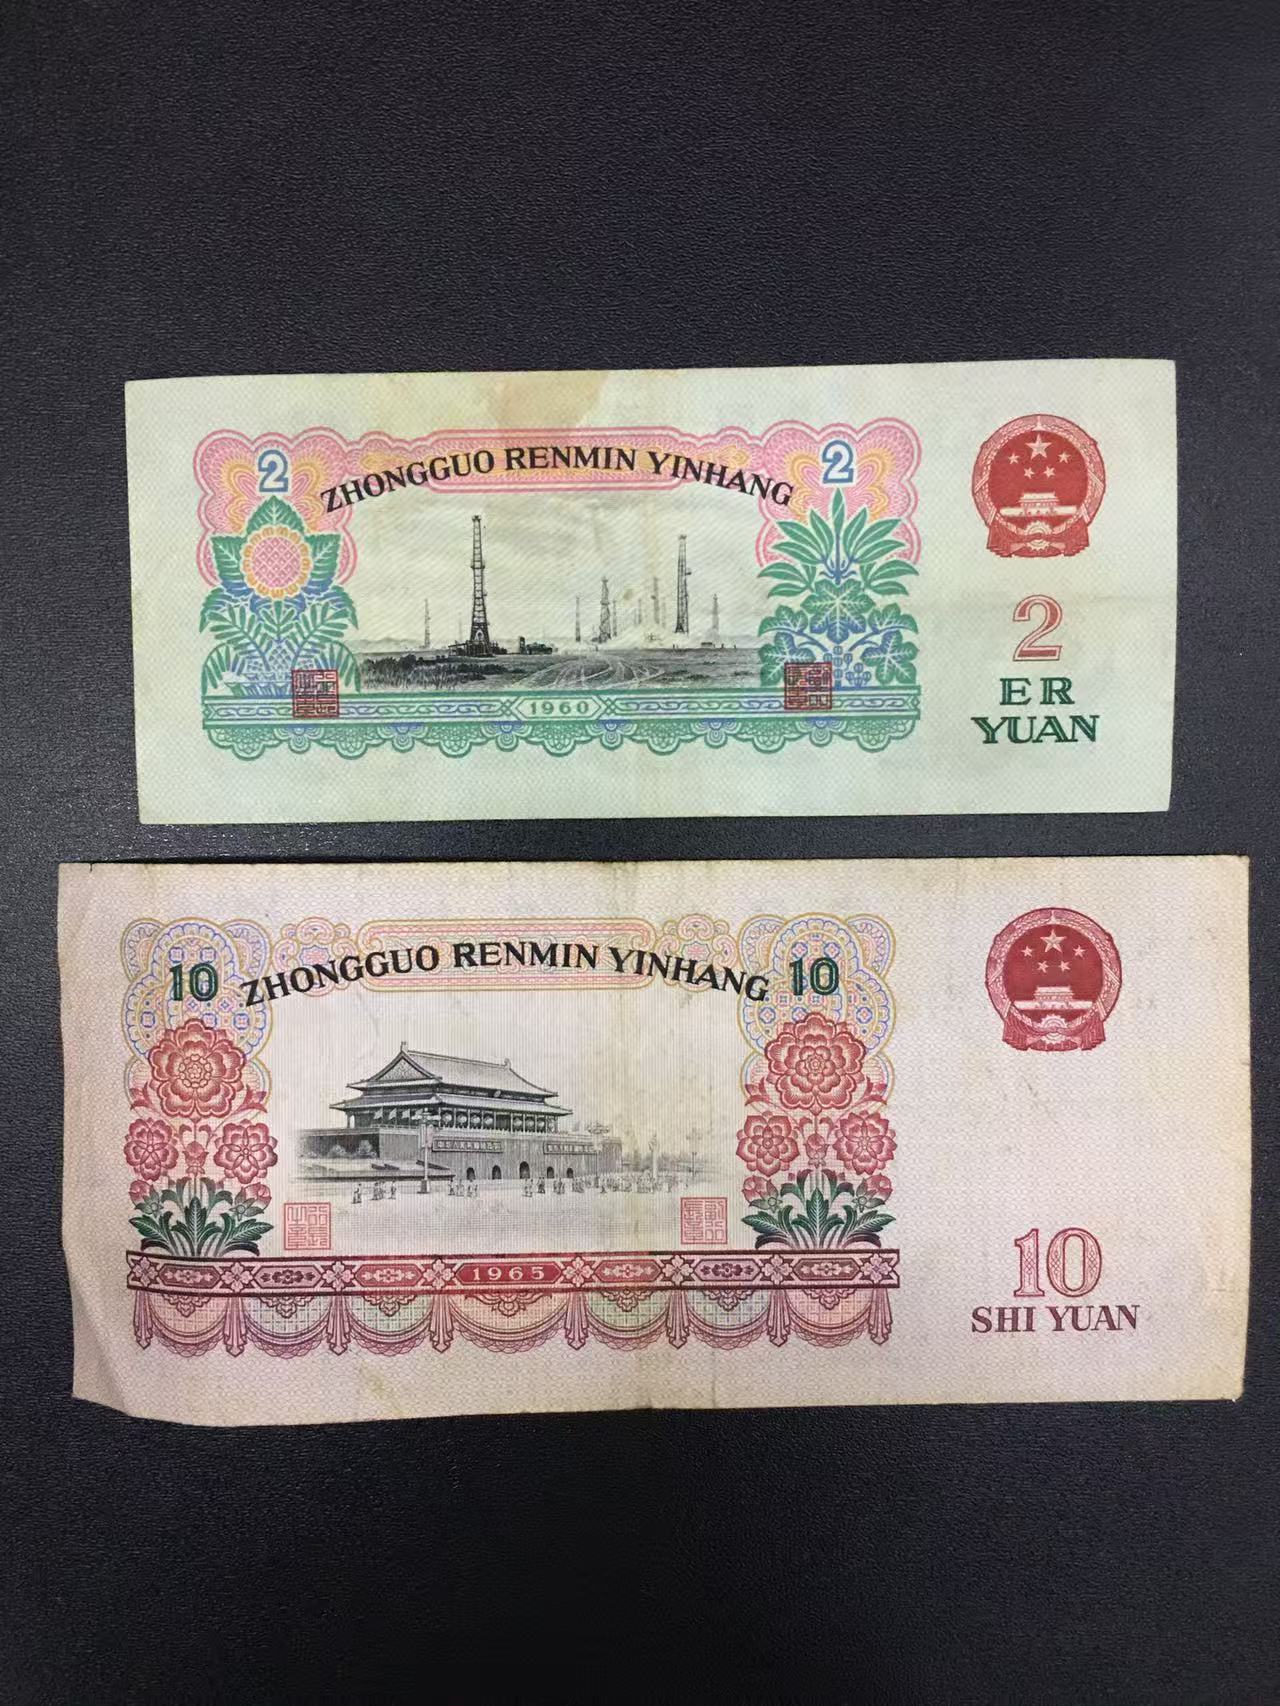 2 ZHONGGUO RENMIN YINHANG 2
1960
2
ER
YUAN
10 ZHONGGUO RENMIN YINHANG 10
1965
10
SHI YUAN